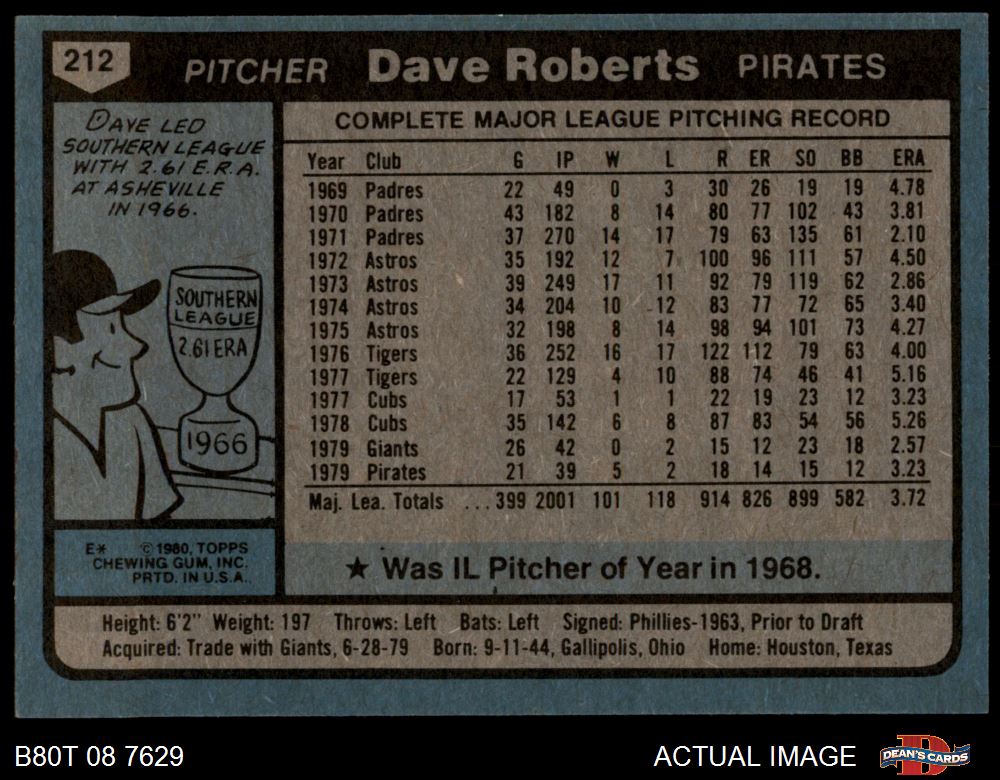 212 PITCHER Dave Roberts PIRATES
DAVE LED
SOUTHERN LEAGUE
WITH 2.61 E.R.A.
AT ASHEVILLE
IN 1966.
SOUTHERN
LEAGUE
2.61 ERA
1966
E* © 1980, TOPPS
CHEWING GUM, INC.
PRTD. IN U.S.A.
COMPLETE MAJOR LEAGUE PITCHING RECORD
Year Club G IP W L R ER SO BB ERA
1969 Padres 22 49 0 3 30 26 19 19 4.78
1970 Padres 43 182 8 14 80 77 102 43 3.81
1971 Padres 37 270 14 17 79 63 135 61 2.10
1972 Astros 35 192 12 7 100 96 111 57 4.50
1973 Astros 39 249 17 11 92 79 119 62 2.86
1974 Astros 34 204 10 12 83 77 72 65 3.40
1975 Astros 32 198 8 14 98 94 101 73 4.27
1976 Tigers 36 252 16 17 122 112 79 63 4.00
1977 Tigers 22 129 4 10 88 74 46 41 5.16
1977 Cubs 17 53 1 1 22 19 23 12 3.23
1978 Cubs 35 142 6 8 87 83 54 56 5.26
1979 Giants 26 42 0 2 15 12 23 18 2.57
1979 Pirates 21 39 5 2 18 14 15 12 3.23
Maj. Lea. Totals ...399 2001 101 118 914 826 899 582 3.72
★ Was IL Pitcher of Year in 1968.
Height: 6'2" Weight: 197 Throws: Left Bats: Left Signed: Phillies-1963, Prior to Draft
Acquired: Trade with Giants, 6-28-79 Born: 9-11-44, Gallipolis, Ohio Home: Houston, Texas
B80T 08 7629 ACTUAL IMAGE D DEAN'S CARDS